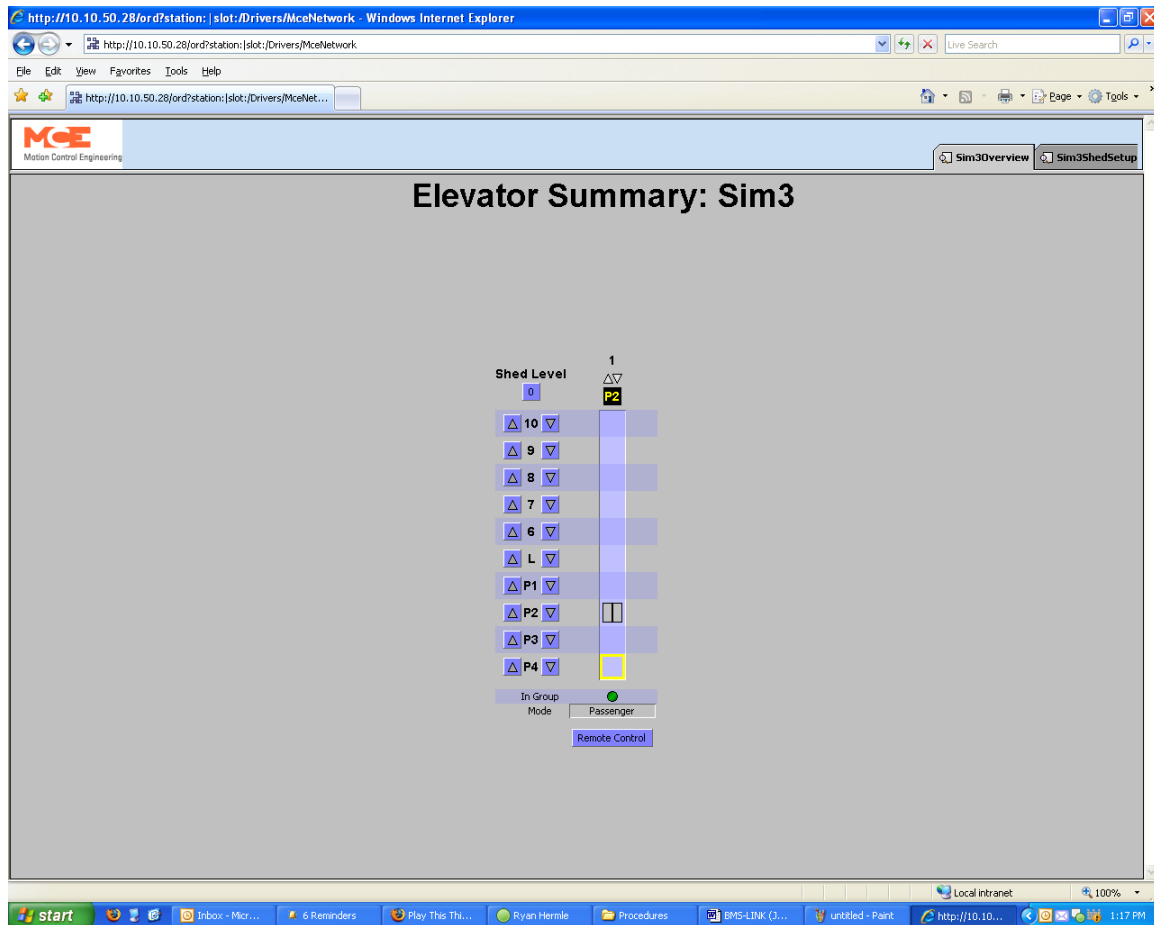 http://10.10.50.28/ord?station:|slot:/Drivers/MceNetwork - Windows Internet Explorer
http://10.10.50.28/ord?station:|slot:/Drivers/MceNetwork
Live Search
File Edit View Favorites Tools Help
http://10.10.50.28/ord?station:|slot:/Drivers/MceNet...
Page Tools
MCE
Motion Control Engineering
Sim3Overview Sim3ShedSetup
Elevator Summary: Sim3
1
Shed Level
0
P2
10
9
8
7
6
L
P1
P2
P3
P4
In Group
Mode Passenger
Remote Control
Local intranet 100%
start Inbox - Micr... 6 Reminders Play This Thi... Ryan Hermle Procedures BMS-LINK (J... untitled - Paint http://10.10... 1:17 PM